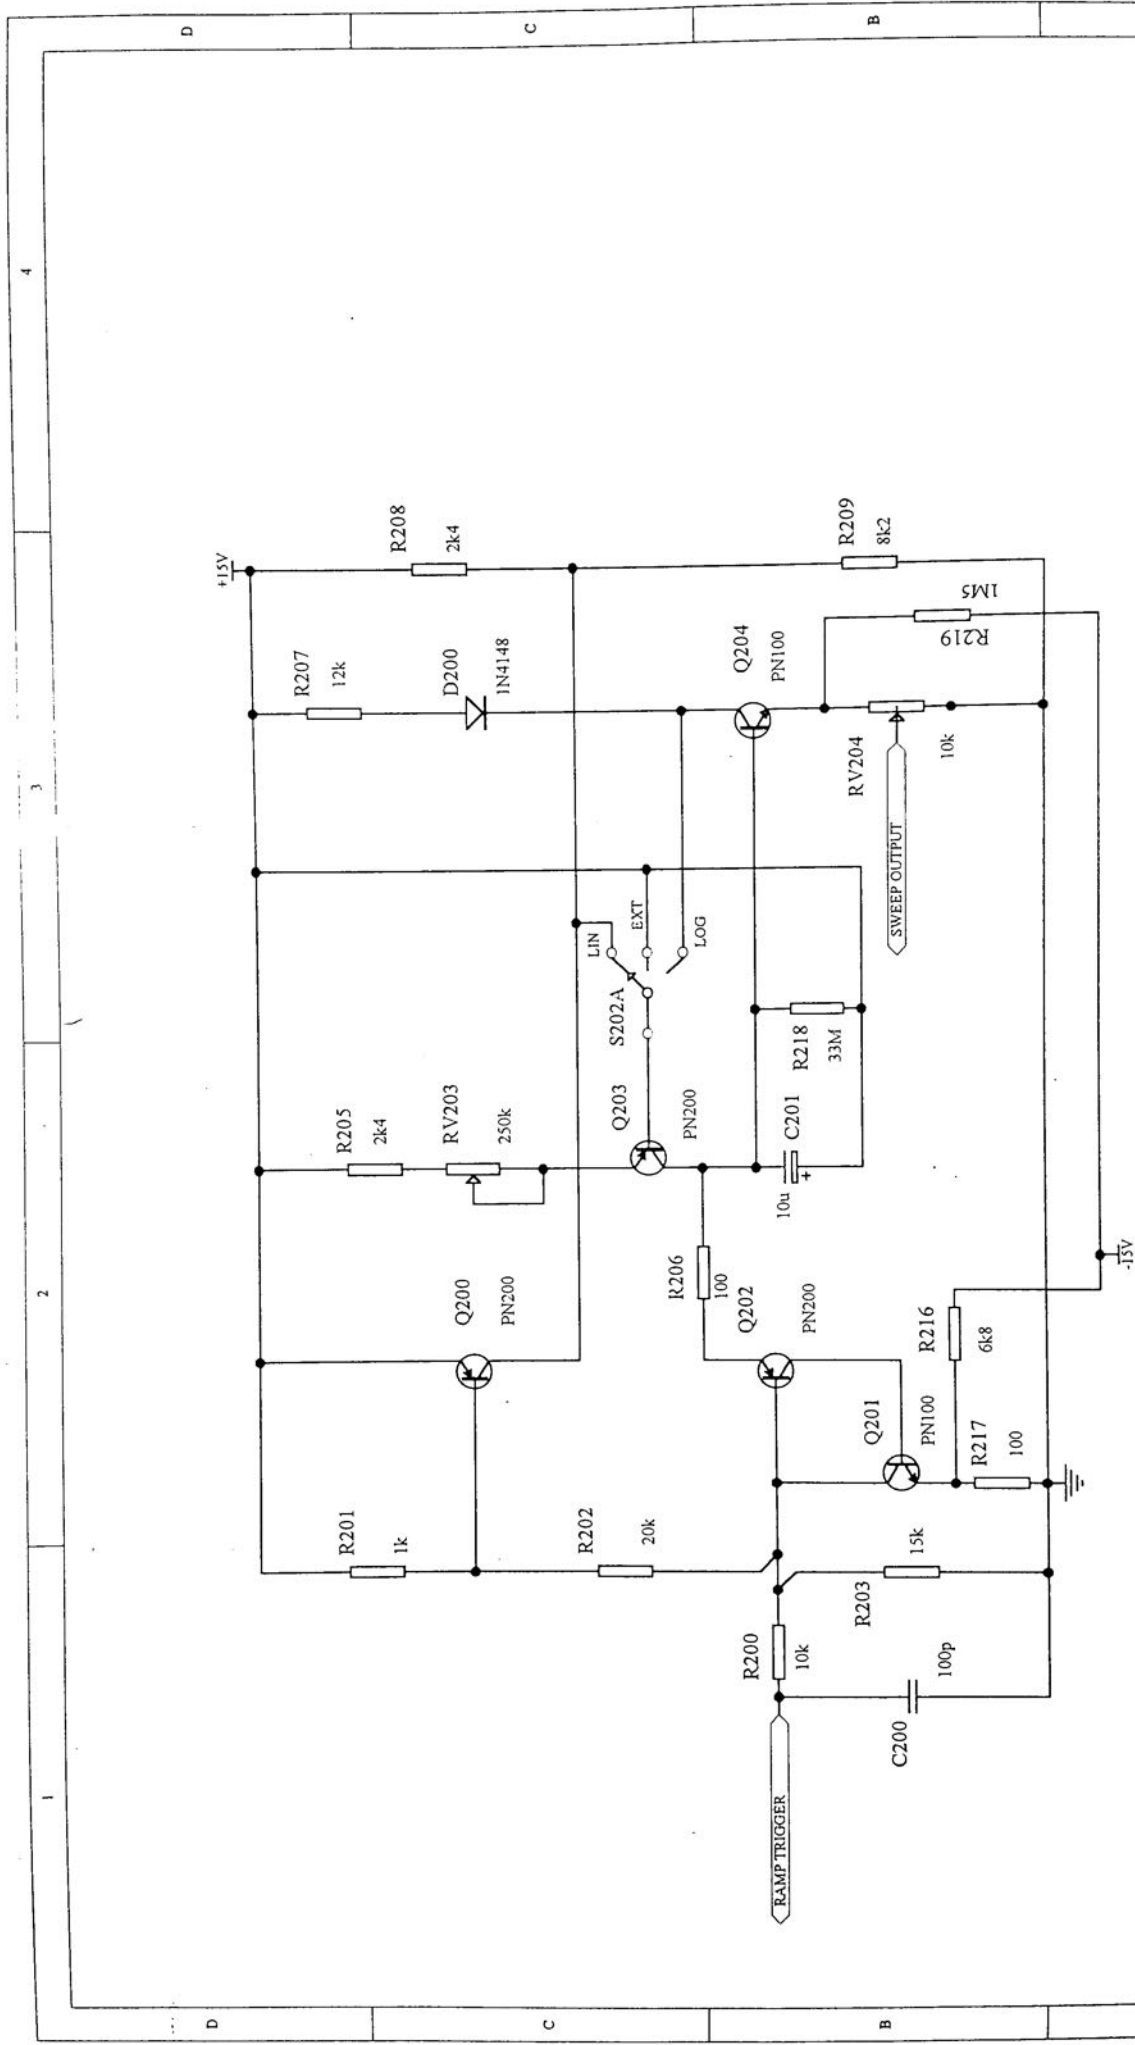 4
3
2
1
D
C
B
D
C
B
+15V
R208
2k4
R207
12k
D200
1N4148
R209
8k2
1M5
R219
Q204
PN100
RV204
10k
SWEEP OUTPUT
LIN
EXT
LOG
S202A
R218
33M
R205
2k4
RV203
250k
Q203
PN200
C201
10u
+
Q200
PN200
R206
100
Q202
PN200
R216
6k8
-15V
Q201
PN100
R217
100
R201
1k
R202
20k
R203
15k
R200
10k
C200
100p
RAMP TRIGGER